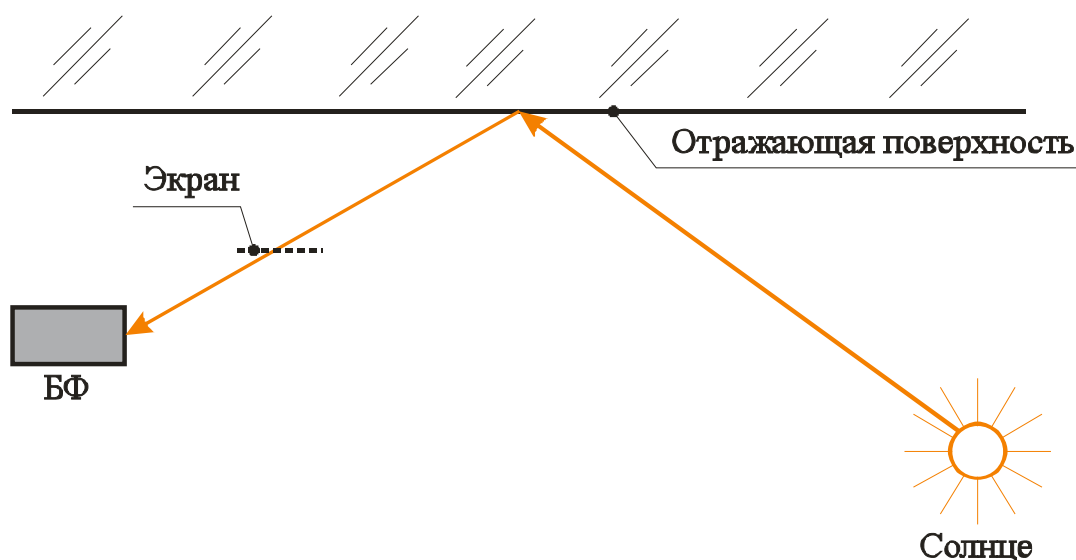 Отражающая поверхность
Экран
БФ
Солнце